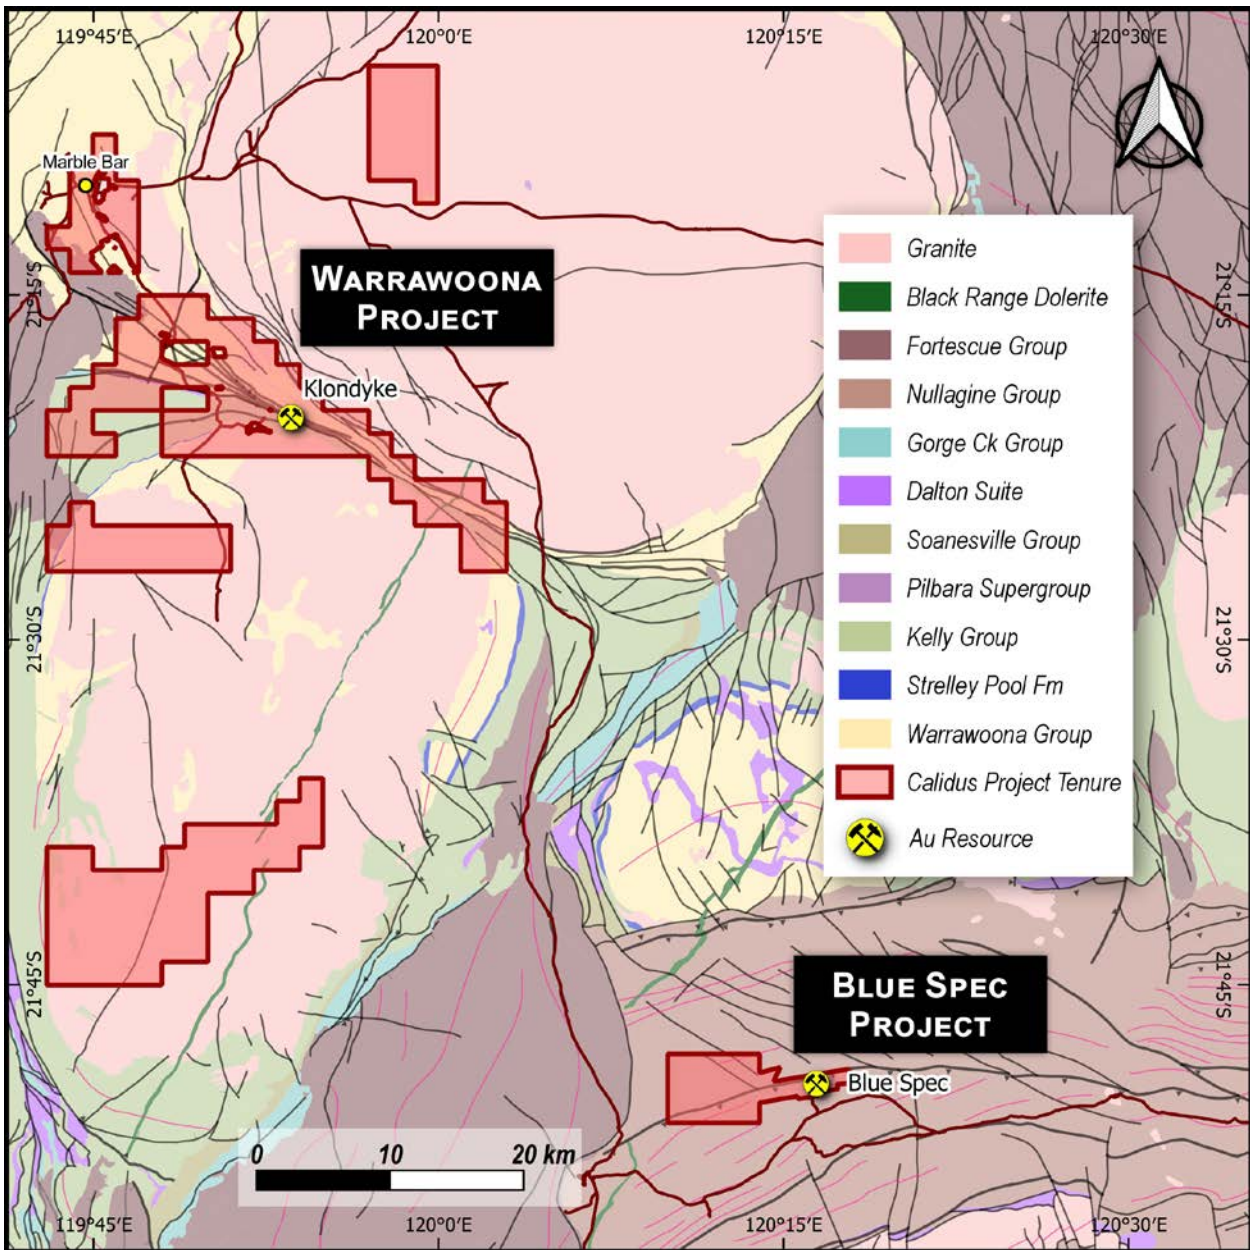 119°45′E
120°0′E
120°15′E
120°30′E
Marble Bar
21°15′S
21°15′S
WARRAWOONA
PROJECT
Klondyke
Granite
Black Range Dolerite
Fortescue Group
Nullagine Group
Gorge Ck Group
Dalton Suite
Soanesville Group
Pilbara Supergroup
Kelly Group
Strelley Pool Fm
Warrawoona Group
Calidus Project Tenure
Au Resource
21°30′S
21°30′S
21°45′S
21°45′S
BLUE SPEC
PROJECT
Blue Spec
0 10 20 km
119°45′E
120°0′E
120°15′E
120°30′E